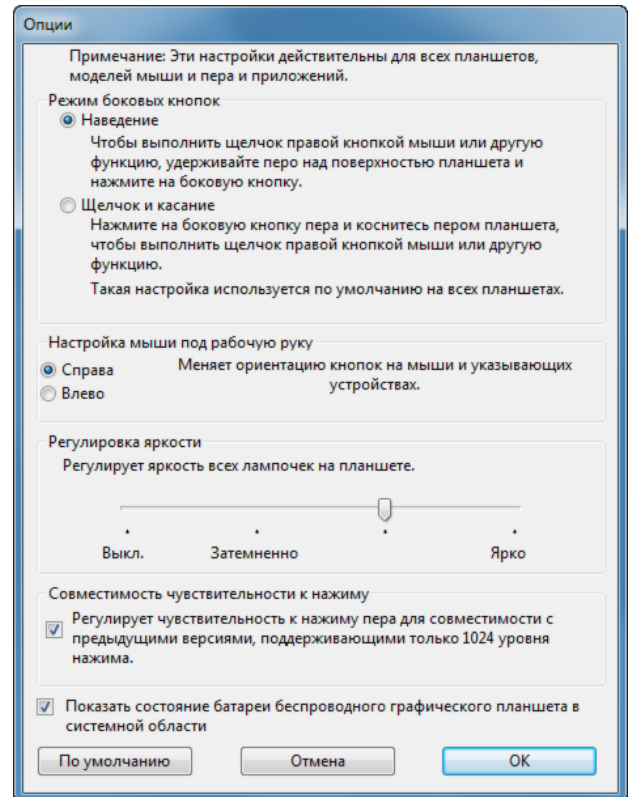 Опции
Примечание: Эти настройки действительны для всех планшетов,
моделей мыши и пера и приложений.
Режим боковых кнопок
Наведение
Чтобы выполнить щелчок правой кнопкой мыши или другую
функцию, удерживайте перо над поверхностью планшета и
нажмите на боковую кнопку.
Щелчок и касание
Нажмите на боковую кнопку пера и коснитесь пером планшета,
чтобы выполнить щелчок правой кнопкой мыши или другую
функцию.
Такая настройка используется по умолчанию на всех планшетах.
Настройка мыши под рабочую руку
Справа
Влево
Меняет ориентацию кнопок на мыши и указывающих
устройствах.
Регулировка яркости
Регулирует яркость всех лампочек на планшете.
Выкл. Затемненно Ярко
Совместимость чувствительности к нажиму
Регулирует чувствительность к нажиму пера для совместимости с
предыдущими версиями, поддерживающими только 1024 уровня
нажима.
Показать состояние батареи беспроводного графического планшета в
системной области
По умолчанию Отмена OK